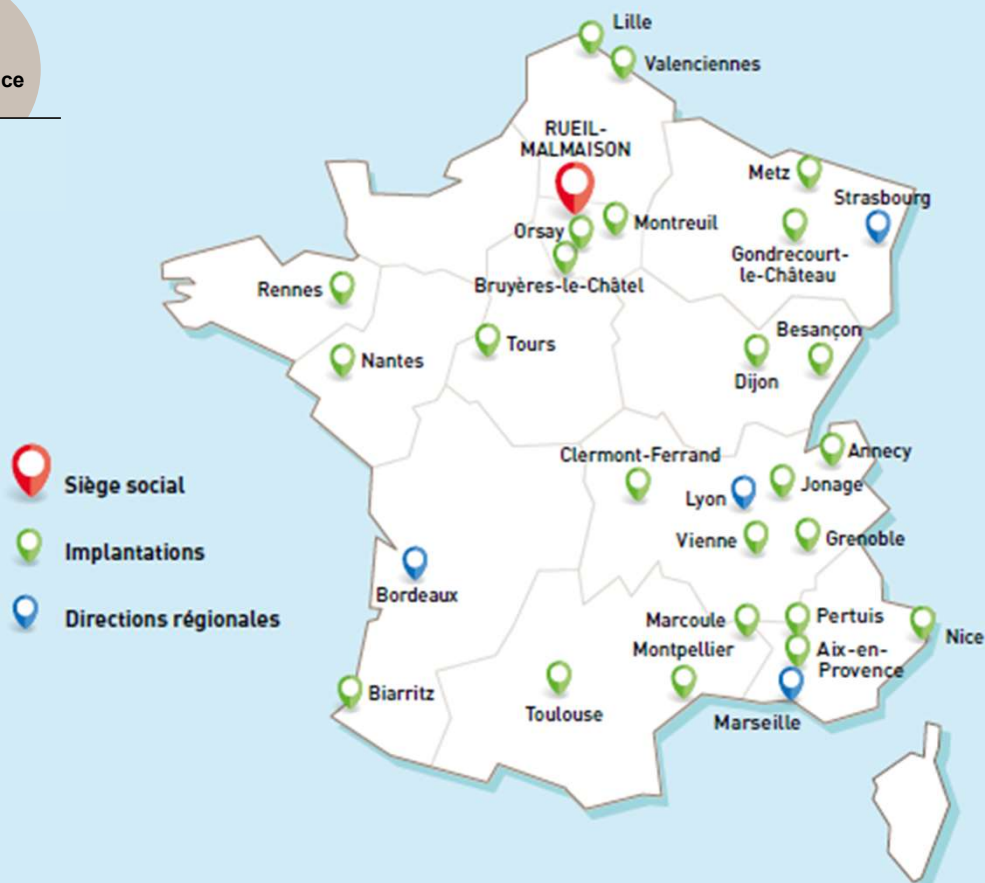 ce
Lille
Valenciennes
RUEIL-
MALMAISON
Metz
Strasbourg
Orsay
Montreuil
Gondrecourt-
le-Château
Bruyères-le-Châtel
Rennes
Besançon
Tours
Nantes
Dijon
Clermont-Ferrand
Annecy
Siège social
Lyon
Jonage
Vienne
Grenoble
Implantations
Bordeaux
Directions régionales
Marcoule
Pertuis
Nice
Montpellier
Aix-en-
Provence
Biarritz
Toulouse
Marseille